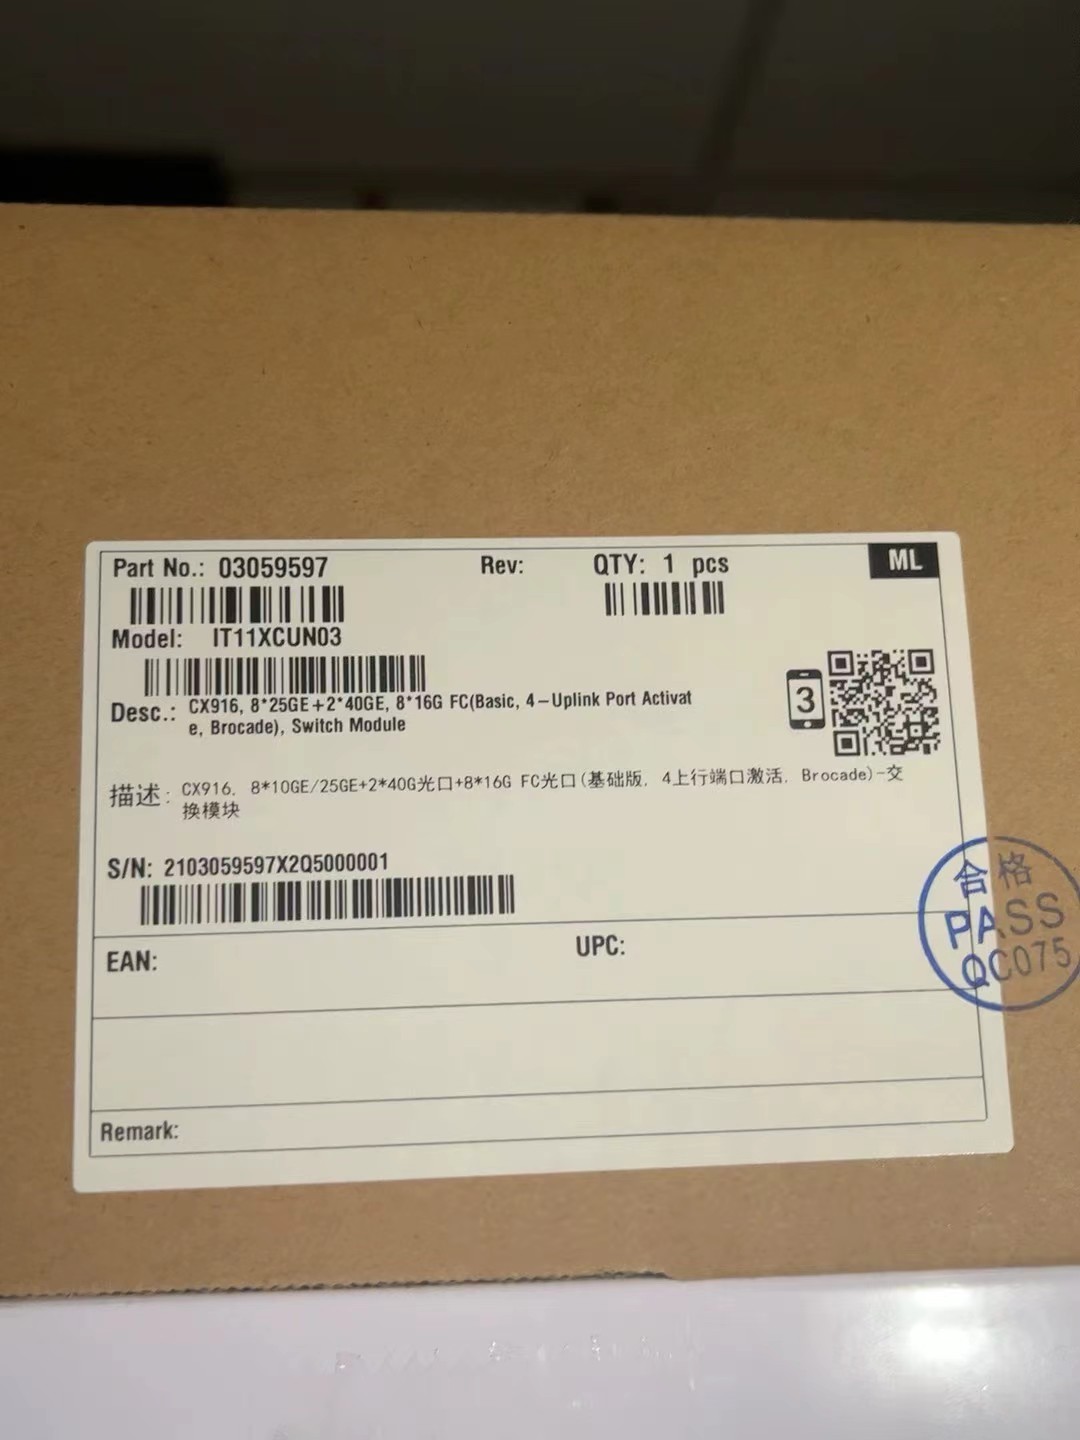 Part No.: 03059597 Rev: QTY: 1 pcs ML
Model: IT11XCUN03
3
Desc.: CX916, 8*25GE+2*40GE, 8*16G FC(Basic, 4-Uplink Port Activat
e, Brocade), Switch Module
描述: CX916, 8*10GE/25GE+2*40G光口+8*16G FC光口(基础版, 4上行端口激活, Brocade)-交
换模块
S/N: 2103059597X2Q5000001
合格
PASS
QC075
EAN: UPC:
Remark: